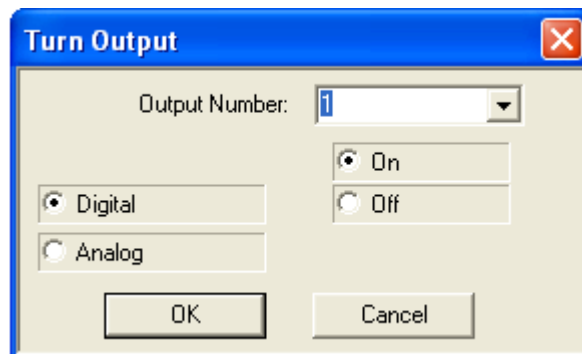 Turn Output
Output Number: 1
On
Digital
Off
Analog
OK Cancel